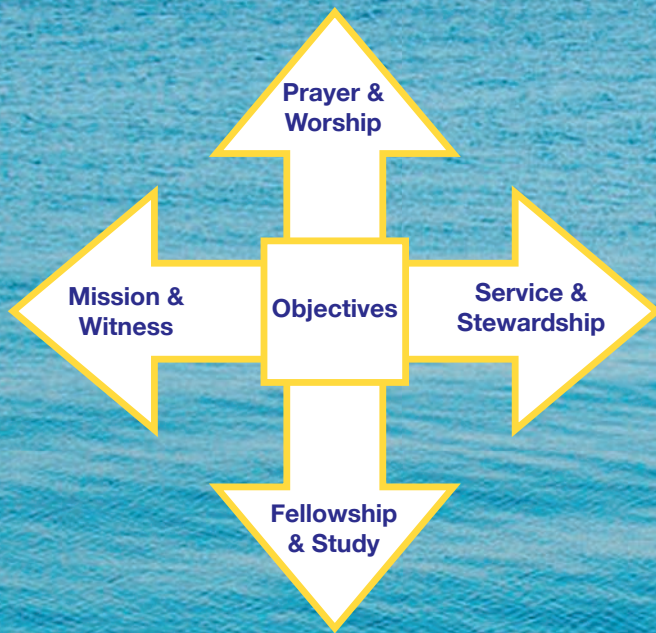 Prayer &
Worship
Mission &
Witness
Objectives
Service &
Stewardship
Fellowship
& Study